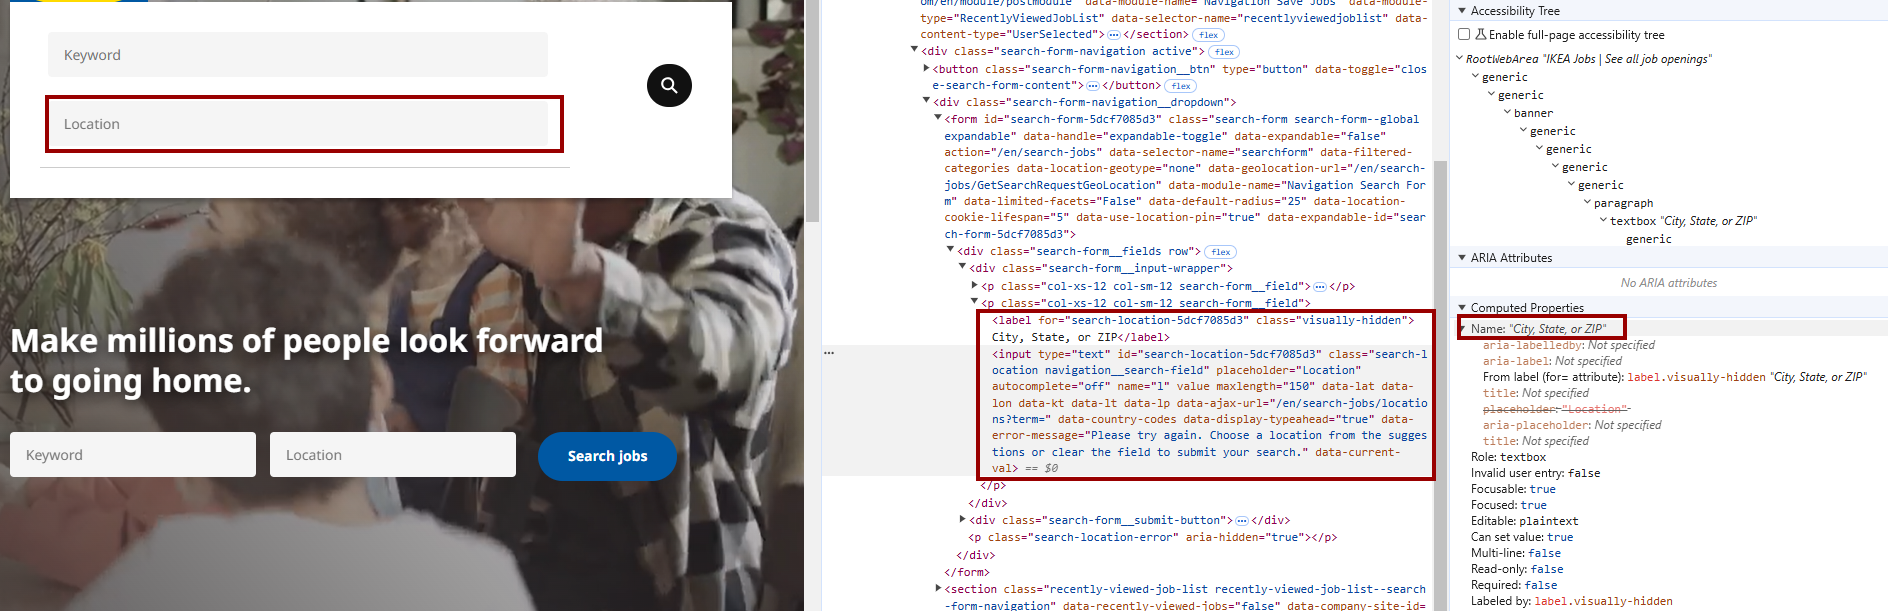 Keyword
Location
Make millions of people look forward
to going home.
Keyword
Location
Search jobs
om/en/module/postmodule" data-module-name="Navigation Save Jobs" data-module-
type="RecentlyViewedJobList" data-selector-name="recentlyviewedjoblist" data-
content-type="UserSelected">…</section> flex
<div class="search-form-navigation active"> flex
<button class="search-form-navigation__btn" type="button" data-toggle="clos
e-search-form-content">…</button> flex
<div class="search-form-navigation__dropdown">
<form id="search-form-5dcf7085d3" class="search-form search-form--global
expandable" data-handle="expandable-toggle" data-expandable="false"
action="/en/search-jobs" data-selector-name="searchform" data-filtered-
categories data-location-geotype="none" data-geolocation-url="/en/search-
jobs/GetSearchRequestGeoLocation" data-module-name="Navigation Search For
m" data-limited-facets="False" data-default-radius="25" data-location-
cookie-lifespan="5" data-use-location-pin="true" data-expandable-id="sear
ch-form-5dcf7085d3">
<div class="search-form__fields row"> flex
<div class="search-form__input-wrapper">
<p class="col-xs-12 col-sm-12 search-form__field">…</p>
<p class="col-xs-12 col-sm-12 search-form__field">
<label for="search-location-5dcf7085d3" class="visually-hidden">
City, State, or ZIP</label>
… <input type="text" id="search-location-5dcf7085d3" class="search-l
ocation navigation__search-field" placeholder="Location"
autocomplete="off" name="l" value maxlength="150" data-lat data-
lon data-kt data-lt data-lp data-ajax-url="/en/search-jobs/locatio
ns?term=" data-country-codes data-display-typeahead="true" data-
error-message="Please try again. Choose a location from the sugges
tions or clear the field to submit your search." data-current-
val> == $0
</p>
</div>
<div class="search-form__submit-button">…</div>
<p class="search-location-error" aria-hidden="true"></p>
</div>
</form>
<section class="recently-viewed-job-list recently-viewed-job-list--search
-form-navigation" data-recently-viewed-jobs="false" data-company-site-id=
Accessibility Tree
Enable full-page accessibility tree
RootWebArea "IKEA Jobs | See all job openings"
generic
generic
banner
generic
generic
generic
generic
paragraph
textbox "City, State, or ZIP"
generic
ARIA Attributes
No ARIA attributes
Computed Properties
Name: "City, State, or ZIP"
aria-labelledby: Not specified
aria-label: Not specified
From label (for= attribute): label.visually-hidden "City, State, or ZIP"
title: Not specified
placeholder: "Location"
aria-placeholder: Not specified
title: Not specified
Role: textbox
Invalid user entry: false
Focusable: true
Focused: true
Editable: plaintext
Can set value: true
Multi-line: false
Read-only: false
Required: false
Labeled by: label.visually-hidden